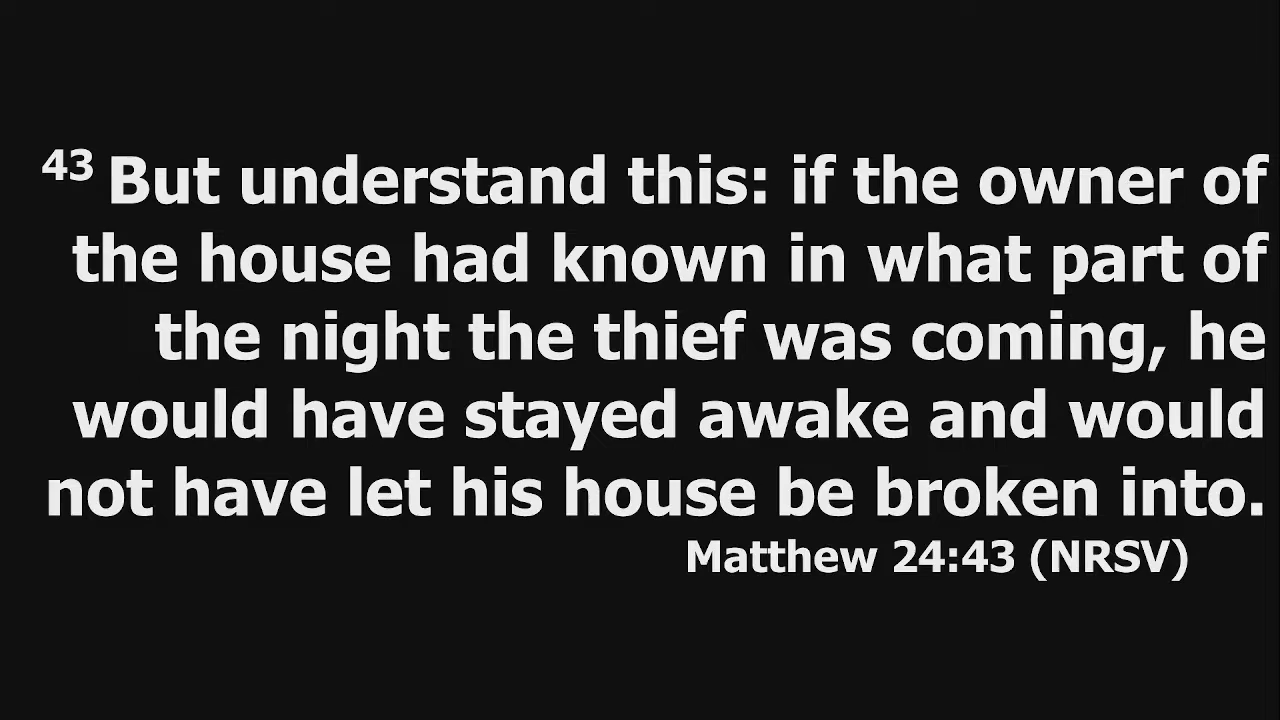 43 But understand this: if the owner of
the house had known in what part of
the night the thief was coming, he
would have stayed awake and would
not have let his house be broken into.
Matthew 24:43 (NRSV)